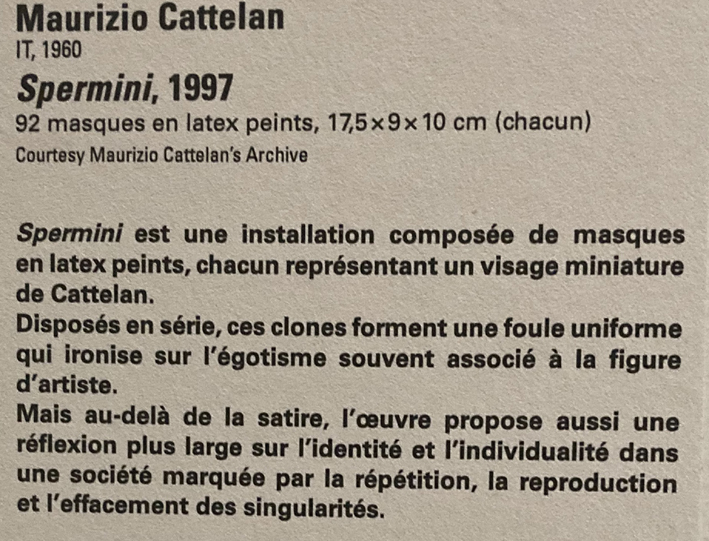 Maurizio Cattelan
IT, 1960
Spermini, 1997
92 masques en latex peints, 17,5×9×10 cm (chacun)
Courtesy Maurizio Cattelan's Archive
Spermini est une installation composée de masques
en latex peints, chacun représentant un visage miniature
de Cattelan.
Disposés en série, ces clones forment une foule uniforme
qui ironise sur l'égotisme souvent associé à la figure
d'artiste.
Mais au-delà de la satire, l'œuvre propose aussi une
réflexion plus large sur l'identité et l'individualité dans
une société marquée par la répétition, la reproduction
et l'effacement des singularités.